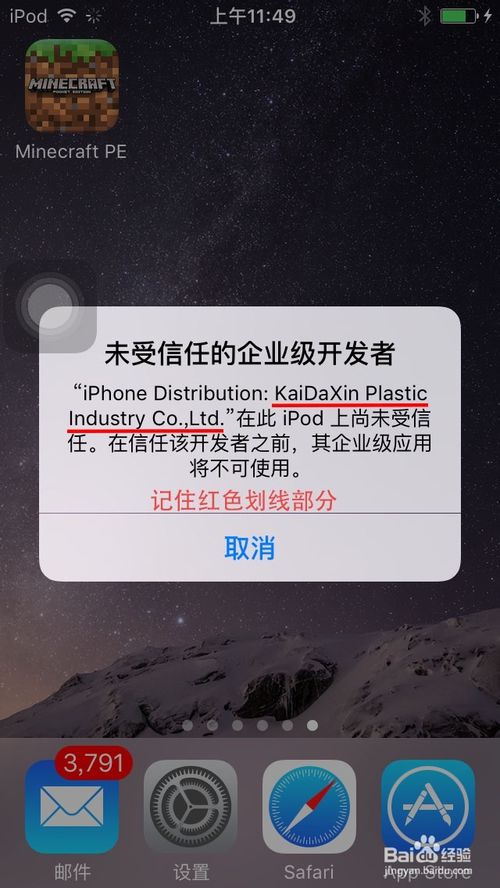 iPod 上午11:49
MINECRAFT
POCKET EDITION
Minecraft PE
未受信任的企业级开发者
“iPhone Distribution: KaiDaXin Plastic
Industry Co.,Ltd.”在此 iPod 上尚未受信
任。在信任该开发者之前，其企业级应用
将不可使用。
记住红色划线部分
取消
3,791
邮件 设置 Safari App Store
Baidu 经验
jingyan.baidu.com